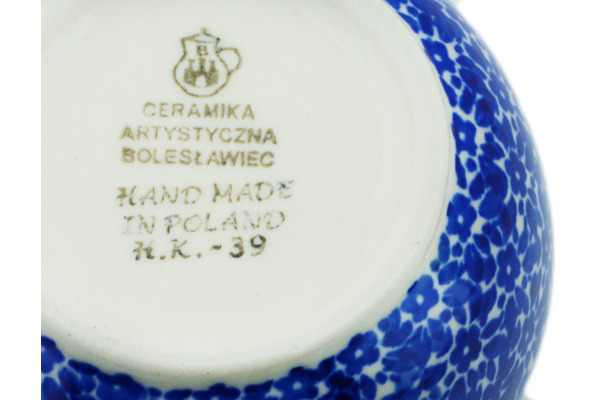 B
CERAMIKA
ARTYSTYCZNA
BOLESŁAWIEC
HAND MADE
IN POLAND
H.K.-39